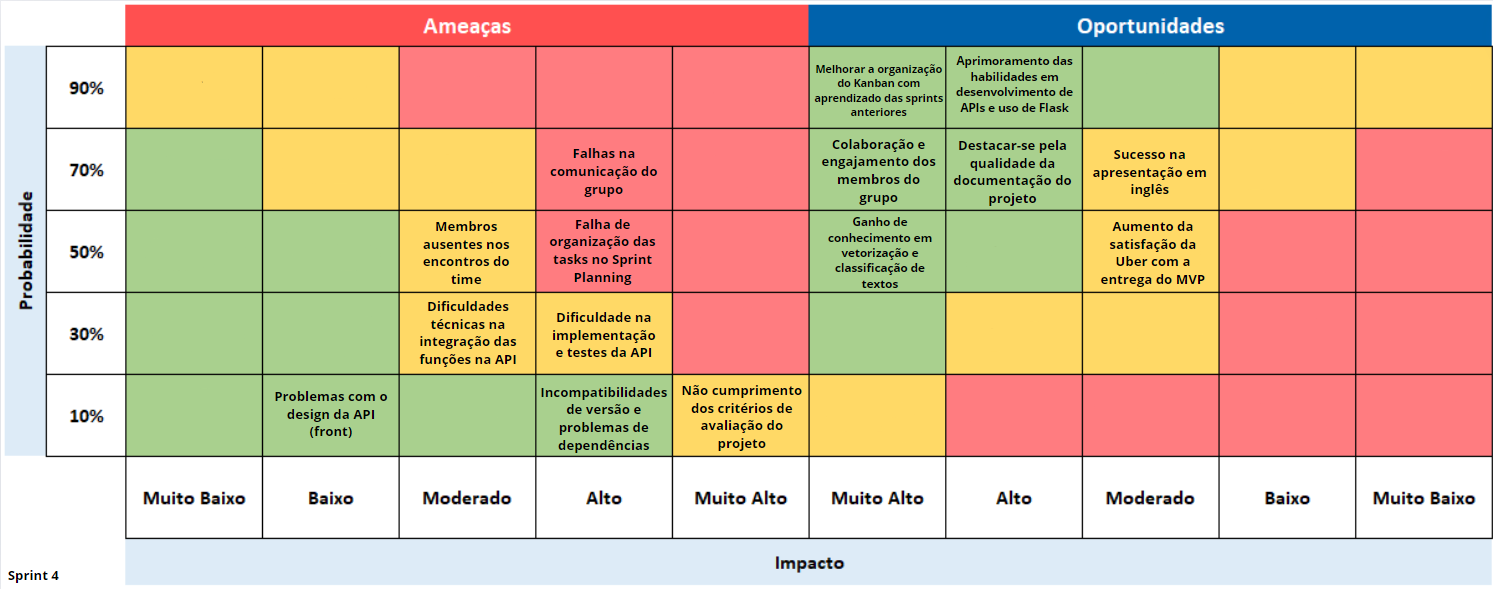 Ameaças
Oportunidades
Probabilidade
90%
Melhorar a organização
do Kanban com
aprendizado das sprints
anteriores
Aprimoramento das
habilidades em
desenvolvimento de
APIs e uso de Flask
70%
Falhas na
comunicação do
grupo
Colaboração e
engajamento dos
membros do
grupo
Destacar-se pela
qualidade da
documentação do
projeto
Sucesso na
apresentação em
inglês
50%
Membros
ausentes nos
encontros do
time
Falha de
organização das
tasks no Sprint
Planning
Ganho de
conhecimento em
vetorização e
classificação de
textos
Aumento da
satisfação da
Uber com a
entrega do MVP
30%
Dificuldades
técnicas na
integração das
funções na API
Dificuldade na
implementação
e testes da API
10%
Problemas com o
design da API
(front)
Incompatibilidades
de versão e
problemas de
dependências
Não cumprimento
dos critérios de
avaliação do
projeto
Muito Baixo
Baixo
Moderado
Alto
Muito Alto
Muito Alto
Alto
Moderado
Baixo
Muito Baixo
Impacto
Sprint 4